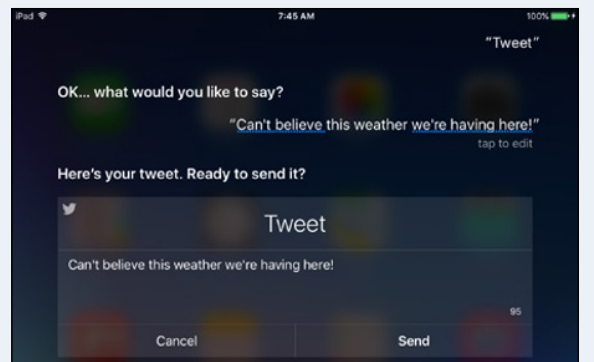 iPad 7:45 AM 100%
“Tweet”
OK... what would you like to say?
“Can't believe this weather we're having here!”
tap to edit
Here's your tweet. Ready to send it?
Tweet
Can't believe this weather we're having here!
95
Cancel Send